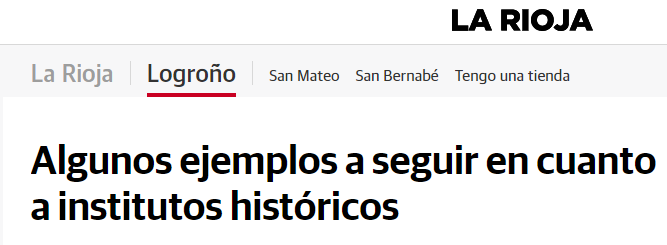 LA RIOJA
La Rioja Logroño San Mateo San Bernabé Tengo una tienda
Algunos ejemplos a seguir en cuanto
a institutos históricos